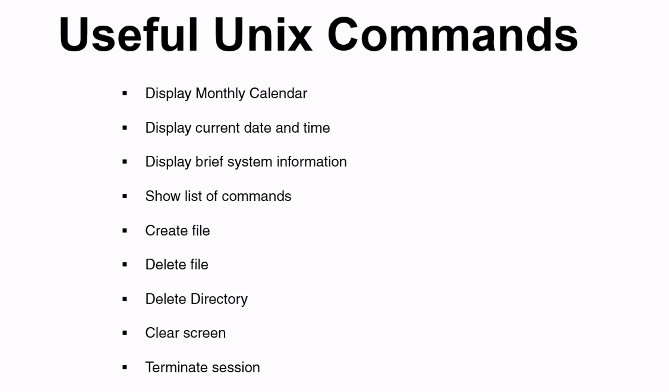 Useful Unix Commands
▪ Display Monthly Calendar
▪ Display current date and time
▪ Display brief system information
▪ Show list of commands
▪ Create file
▪ Delete file
▪ Delete Directory
▪ Clear screen
▪ Terminate session